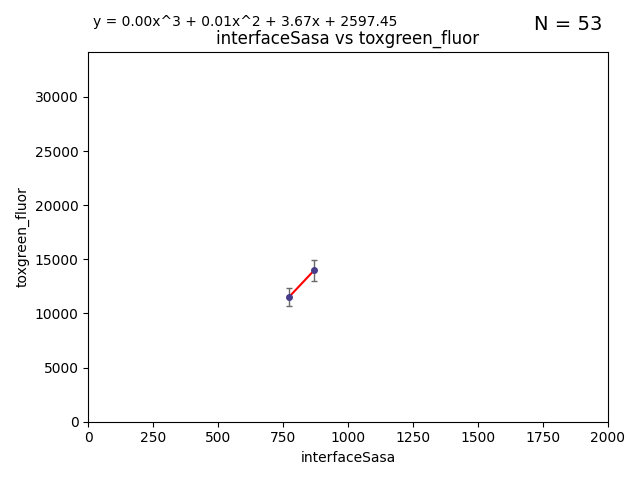 y = 0.00x^3 + 0.01x^2 + 3.67x + 2597.45
N = 53
interfaceSasa vs toxgreen_fluor
30000
25000
20000
15000
10000
5000
0
toxgreen_fluor
0 250 500 750 1000 1250 1500 1750 2000
interfaceSasa